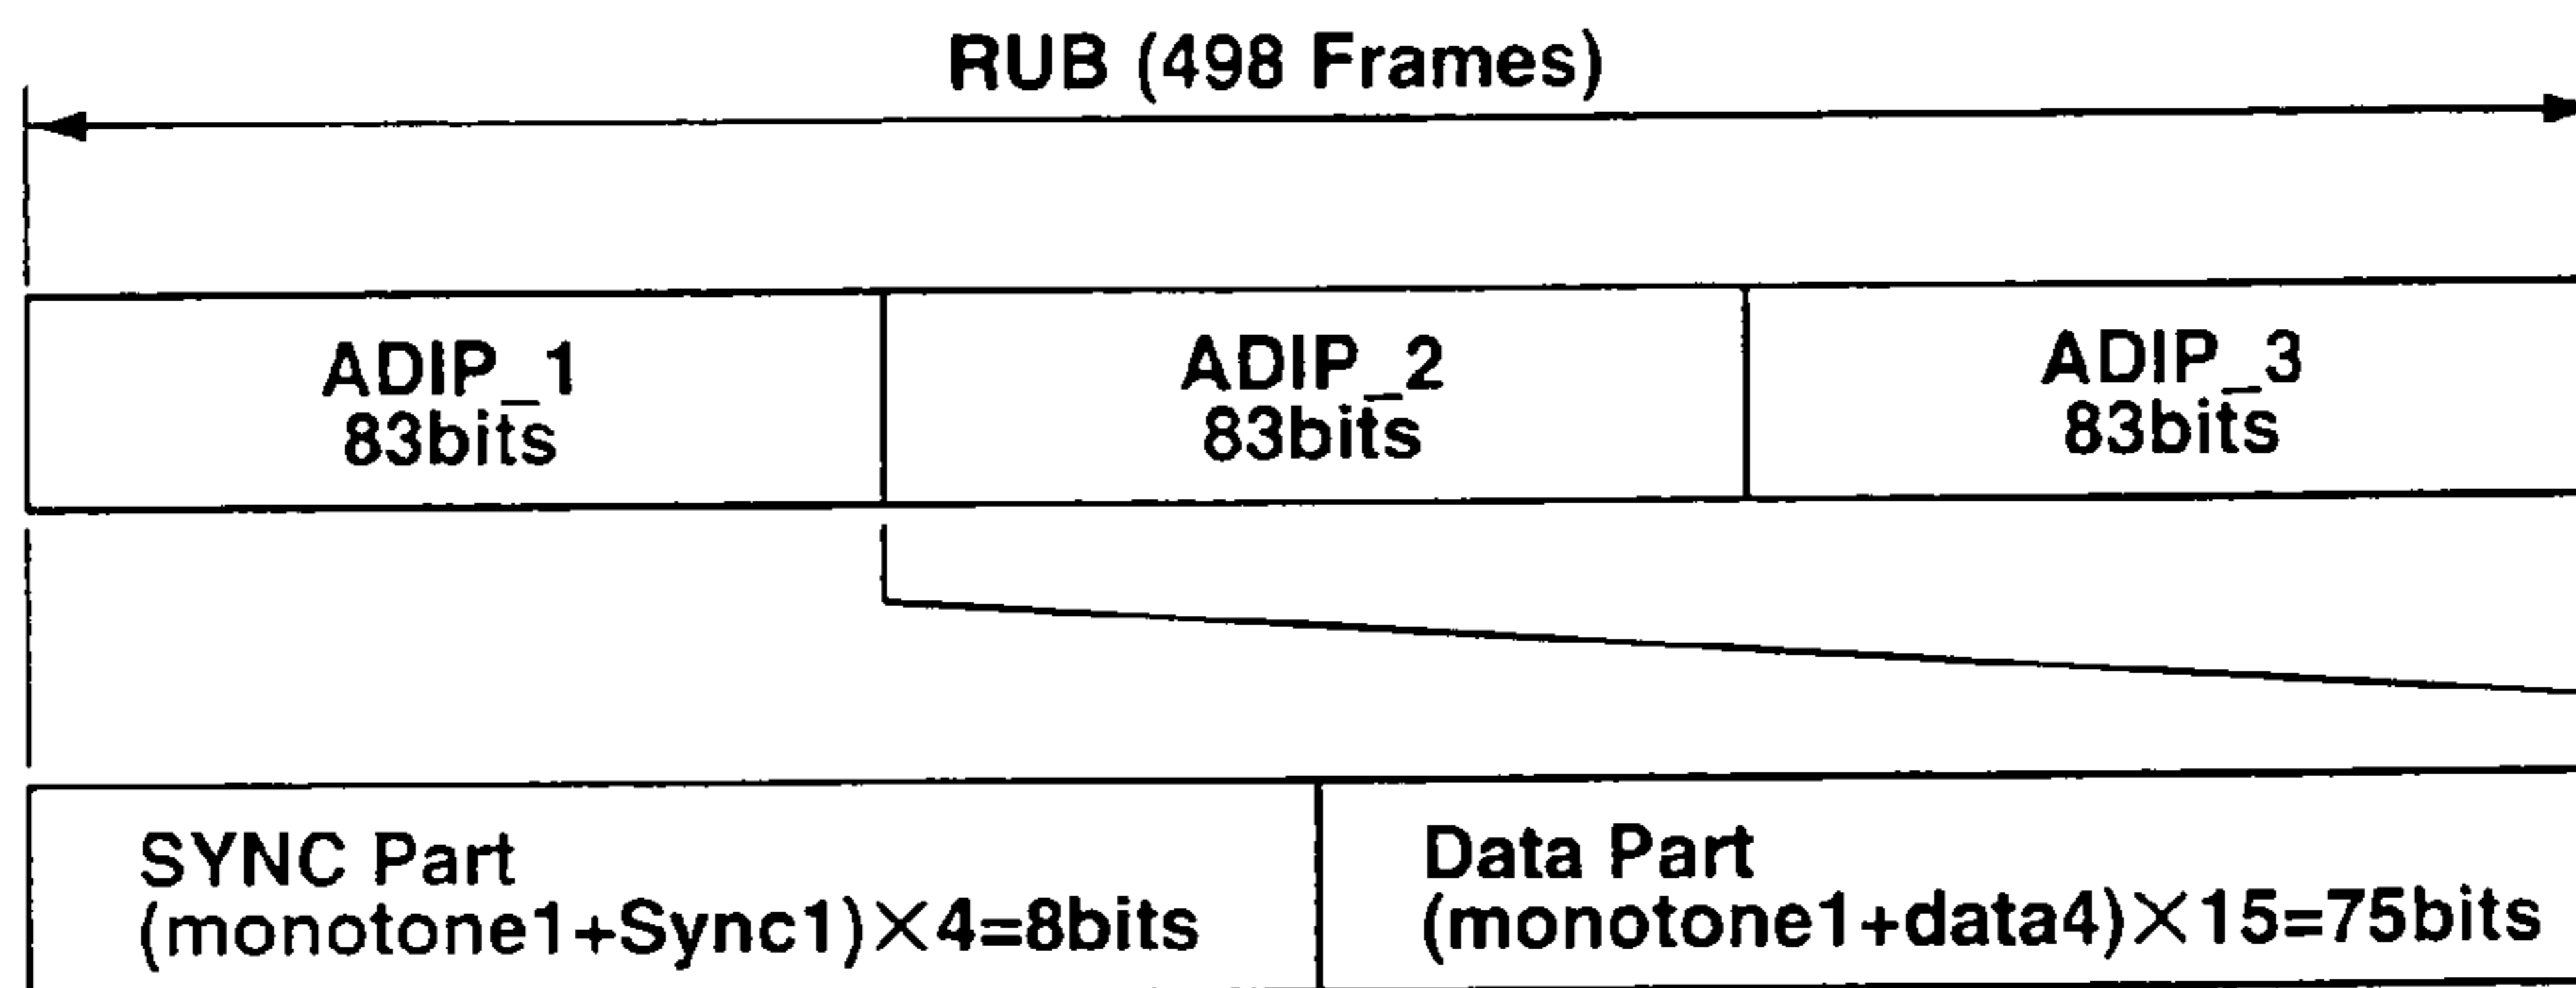 RUB (498 Frames)
ADIP_1
83bits
ADIP_2
83bits
ADIP_3
83bits
SYNC Part
(monotone1+Sync1)×4=8bits
Data Part
(monotone1+data4)×15=75bits